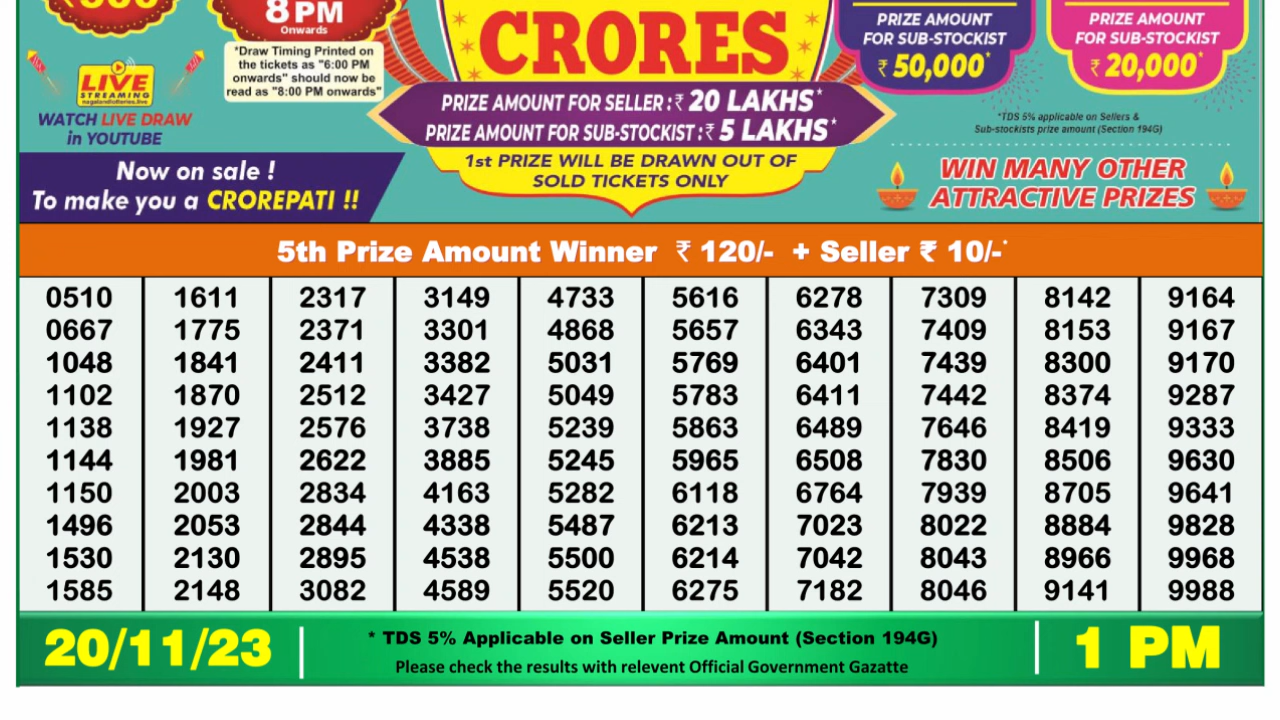 8 PM
Onwards
*Draw Timing Printed on
the tickets as "6:00 PM
onwards" should now be
read as "8:00 PM onwards"
LIVE
STREAMING
nagalandlotteries.live
WATCH LIVE DRAW
in YOUTUBE
Now on sale !
To make you a CROREPATI !!
CRORES
PRIZE AMOUNT FOR SELLER : ₹ 20 LAKHS*
PRIZE AMOUNT FOR SUB-STOCKIST : ₹ 5 LAKHS*
1st PRIZE WILL BE DRAWN OUT OF
SOLD TICKETS ONLY
PRIZE AMOUNT
FOR SUB-STOCKIST
₹ 50,000*
PRIZE AMOUNT
FOR SUB-STOCKIST
₹ 20,000*
*TDS 5% applicable on Sellers &
Sub-stockists prize amount (Section 194G)
WIN MANY OTHER
ATTRACTIVE PRIZES
5th Prize Amount Winner ₹ 120/- + Seller ₹ 10/-*
0510 1611 2317 3149 4733 5616 6278 7309 8142 9164
0667 1775 2371 3301 4868 5657 6343 7409 8153 9167
1048 1841 2411 3382 5031 5769 6401 7439 8300 9170
1102 1870 2512 3427 5049 5783 6411 7442 8374 9287
1138 1927 2576 3738 5239 5863 6489 7646 8419 9333
1144 1981 2622 3885 5245 5965 6508 7830 8506 9630
1150 2003 2834 4163 5282 6118 6764 7939 8705 9641
1496 2053 2844 4338 5487 6213 7023 8022 8884 9828
1530 2130 2895 4538 5500 6214 7042 8043 8966 9968
1585 2148 3082 4589 5520 6275 7182 8046 9141 9988
20/11/23
* TDS 5% Applicable on Seller Prize Amount (Section 194G)
Please check the results with relevent Official Government Gazatte
1 PM